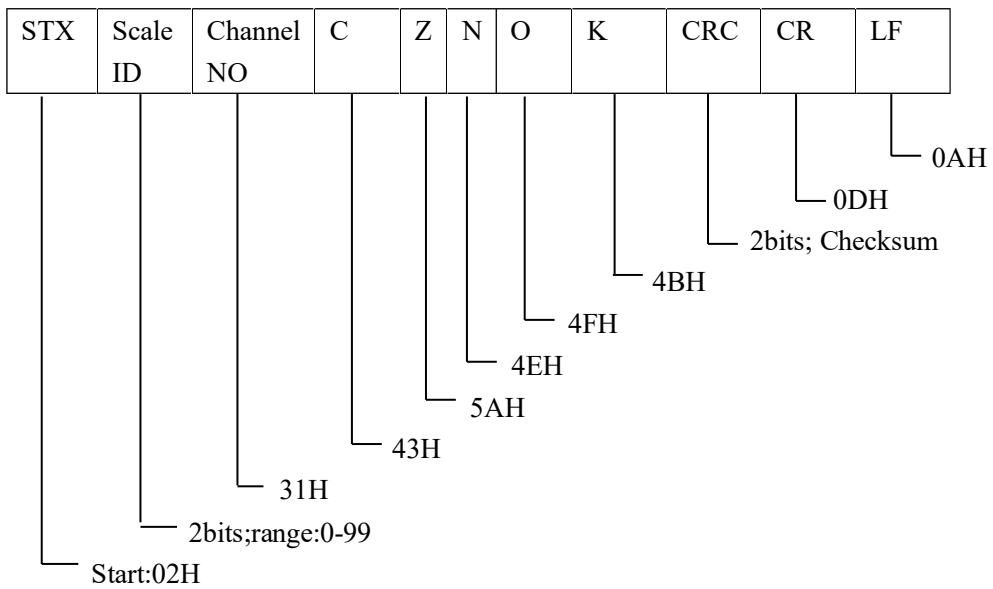 STX Scale ID Channel NO C Z N O K CRC CR LF
0AH
0DH
2bits; Checksum
4BH
4FH
4EH
5AH
43H
31H
2bits;range:0-99
Start:02H